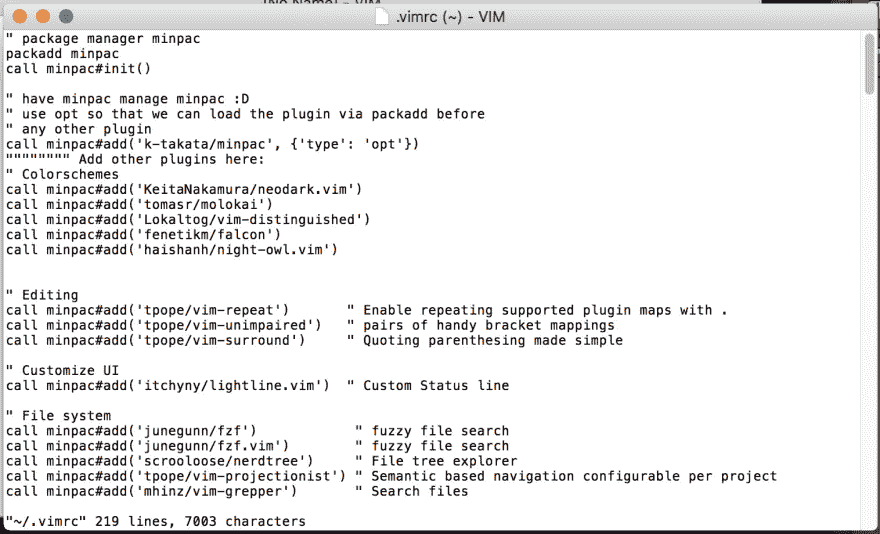 .vimrc (~) - VIM
" package manager minpac
packadd minpac
call minpac#init()
" have minpac manage minpac :D
" use opt so that we can load the plugin via packadd before
" any other plugin
call minpac#add('k-takata/minpac', {'type': 'opt'})
"""""""" Add other plugins here:
" Colorschemes
call minpac#add('KeitaNakamura/neodark.vim')
call minpac#add('tomasr/molokai')
call minpac#add('Lokaltog/vim-distinguished')
call minpac#add('fenetikm/falcon')
call minpac#add('haishanh/night-owl.vim')
" Editing
call minpac#add('tpope/vim-repeat')       " Enable repeating supported plugin maps with .
call minpac#add('tpope/vim-unimpaired')   " pairs of handy bracket mappings
call minpac#add('tpope/vim-surround')     " Quoting parenthesing made simple
" Customize UI
call minpac#add('itchyny/lightline.vim')  " Custom Status line
" File system
call minpac#add('junegunn/fzf')            " fuzzy file search
call minpac#add('junegunn/fzf.vim')        " fuzzy file search
call minpac#add('scrooloose/nerdtree')     " File tree explorer
call minpac#add('tpope/vim-projectionist') " Semantic based navigation configurable per project
call minpac#add('mhinz/vim-grepper')       " Search files
"~/.vimrc" 219 lines, 7003 characters